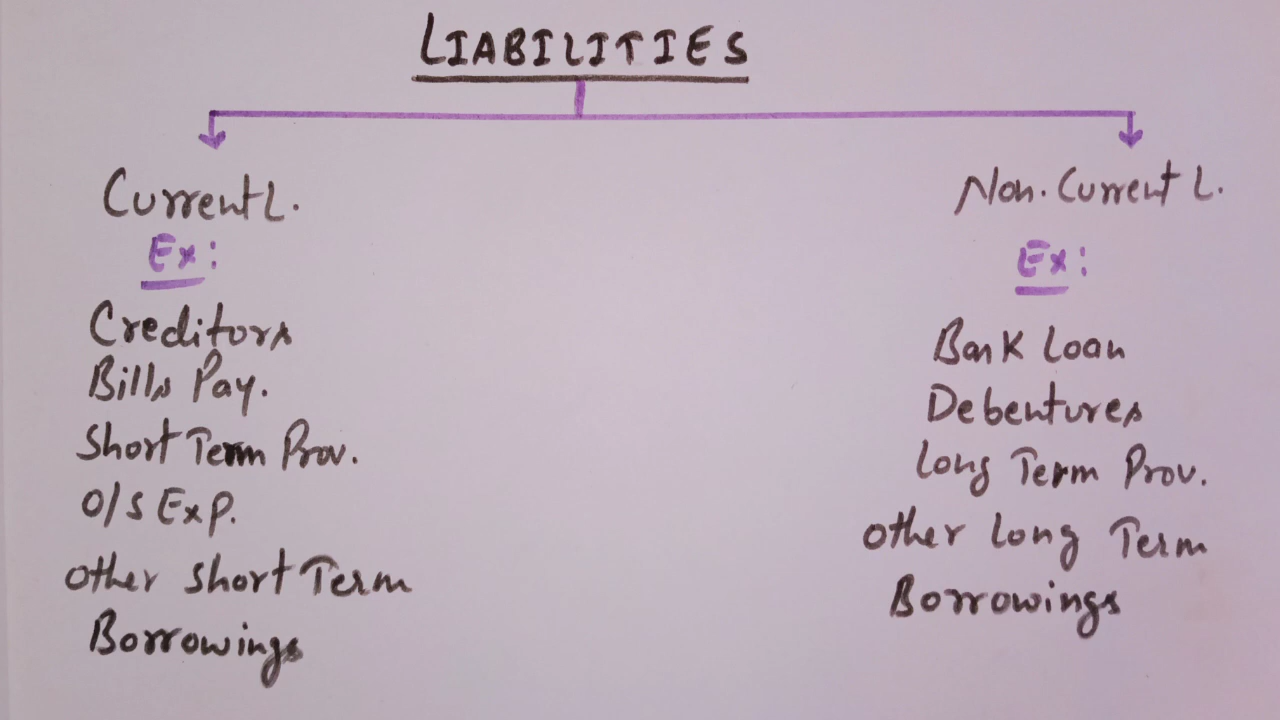 LIABILITIES
Current L.
Ex:
Creditors
Bills Pay.
Short Term Prov.
O/S Exp.
Other Short Term
Borrowings
Non. Current L.
Ex:
Bank Loan
Debentures
Long Term Prov.
Other Long Term
Borrowings